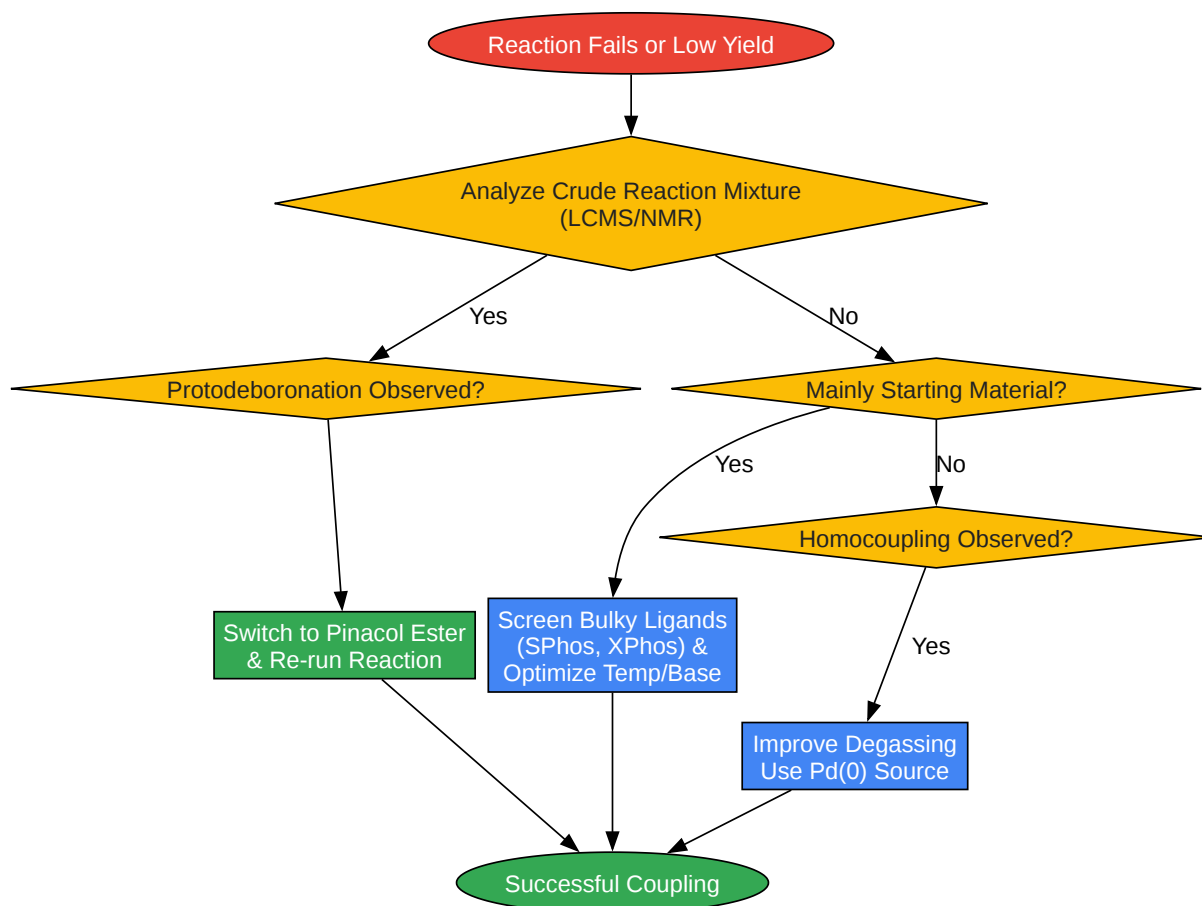 Reaction Fails or Low Yield
Analyze Crude Reaction Mixture
(LCMS/NMR)
Yes
No
Protodeboronation Observed?
Mainly Starting Material?
Yes
No
Homocoupling Observed?
Switch to Pinacol Ester
& Re-run Reaction
Screen Bulky Ligands
(SPhos, XPhos) &
Optimize Temp/Base
Yes
Improve Degassing
Use Pd(0) Source
Successful Coupling